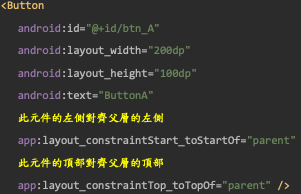 <Button
android:id="@+id/btn_A"
android:layout_width="200dp"
android:layout_height="100dp"
android:text="ButtonA"
此元件的左側對齊父層的左側
app:layout_constraintStart_toStartOf="parent"
此元件的頂部對齊父層的頂部
app:layout_constraintTop_toTopOf="parent" />